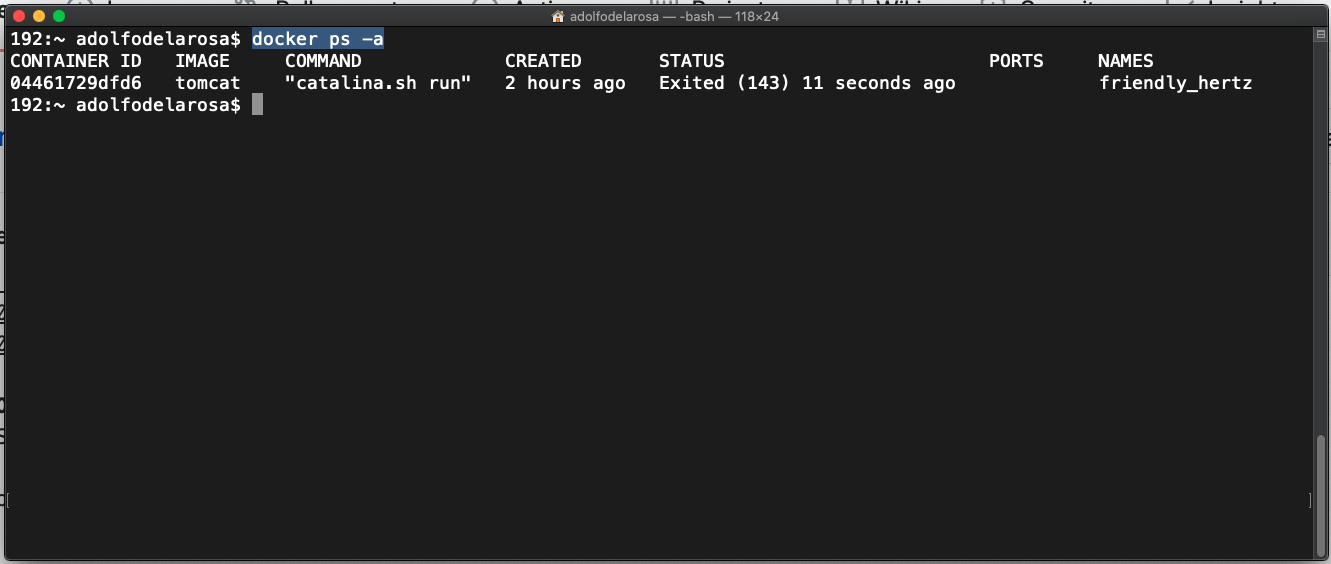 adolfodelarosa — -bash — 118×24
192:~ adolfodelarosa$ docker ps -a
CONTAINER ID IMAGE COMMAND CREATED STATUS PORTS NAMES
04461729dfd6 tomcat "catalina.sh run" 2 hours ago Exited (143) 11 seconds ago friendly_hertz
192:~ adolfodelarosa$